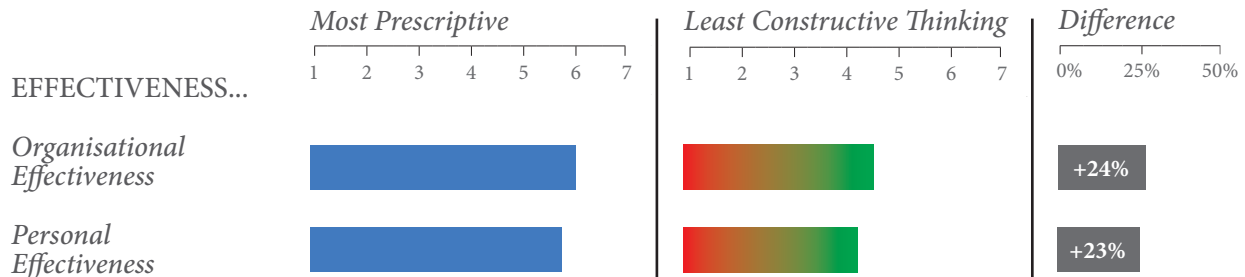 Most Prescriptive
Least Constructive Thinking
Difference
1 2 3 4 5 6 7
1 2 3 4 5 6 7
0% 25% 50%
EFFECTIVENESS...
Organisational
Effectiveness
+24%
Personal
Effectiveness
+23%